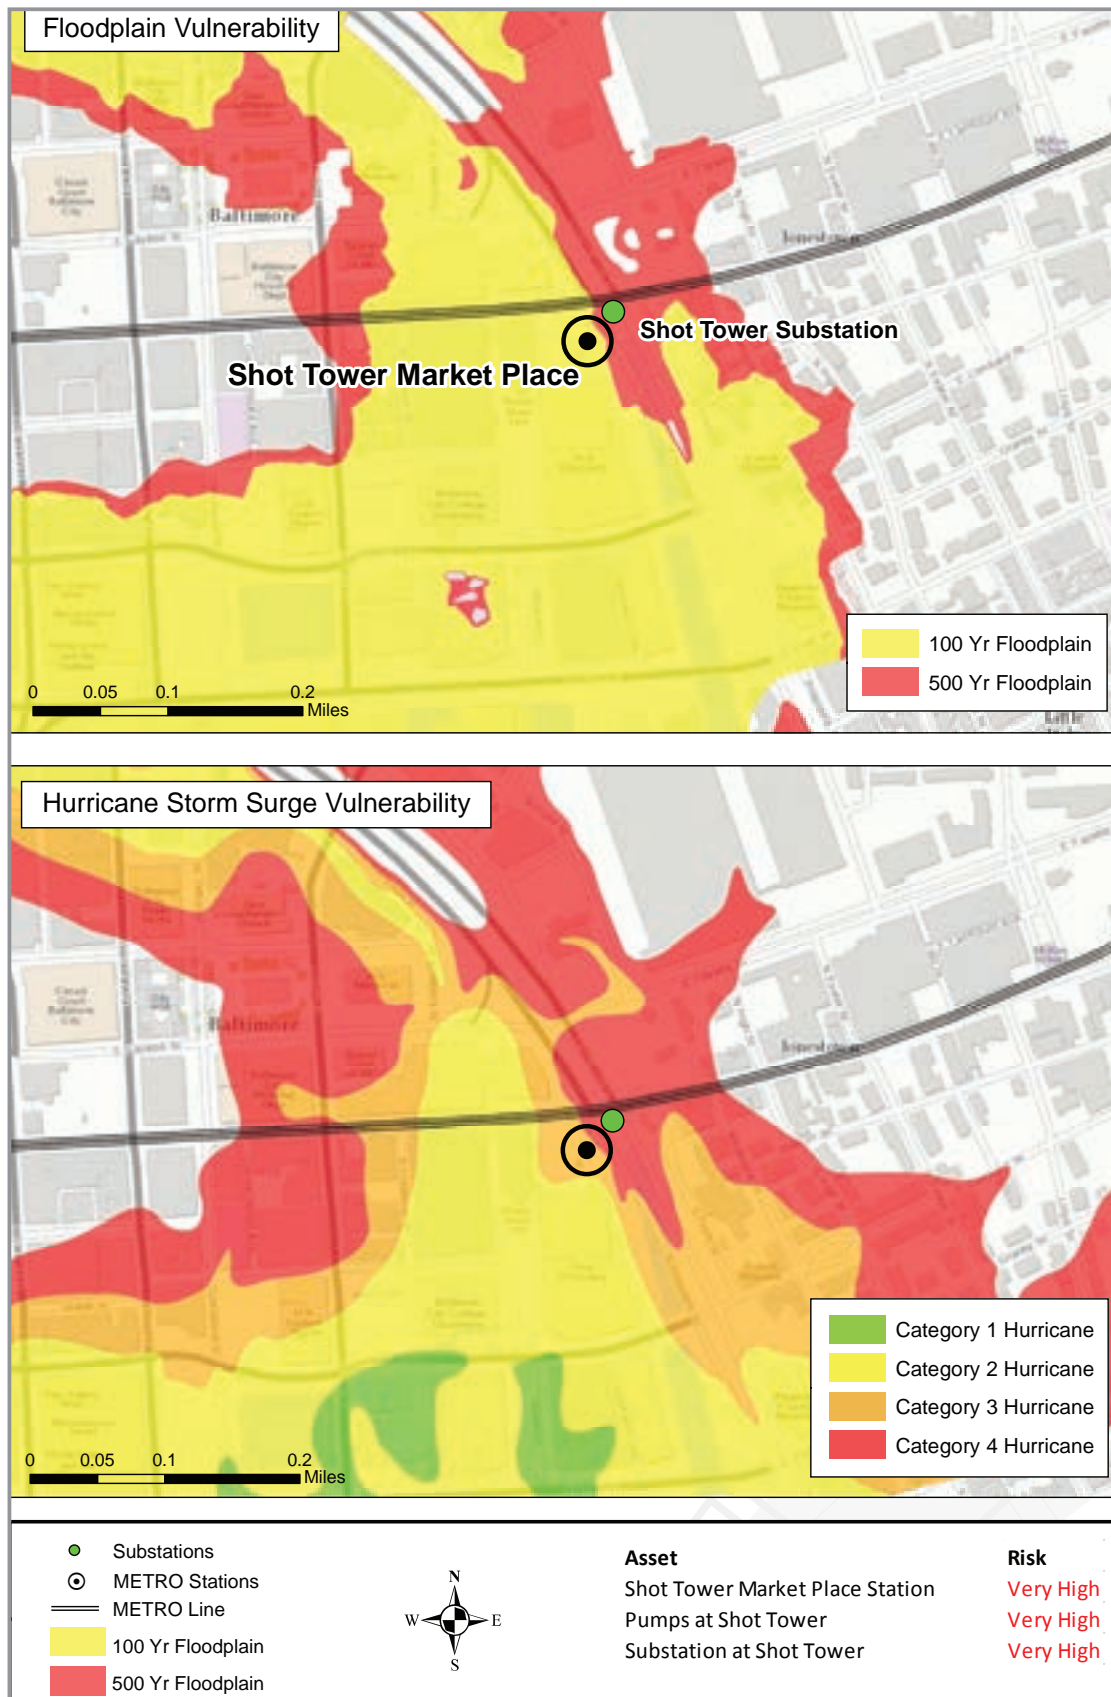 Floodplain Vulnerability
Baltimore
Jonestown
Shot Tower Substation
Shot Tower Market Place
100 Yr Floodplain
500 Yr Floodplain
0 0.05 0.1 0.2
Miles
Hurricane Storm Surge Vulnerability
Baltimore
Jonestown
Category 1 Hurricane
Category 2 Hurricane
Category 3 Hurricane
Category 4 Hurricane
0 0.05 0.1 0.2
Miles
Substations
METRO Stations
METRO Line
100 Yr Floodplain
500 Yr Floodplain
N
W E
S
Asset Risk
Shot Tower Market Place Station Very High
Pumps at Shot Tower Very High
Substation at Shot Tower Very High